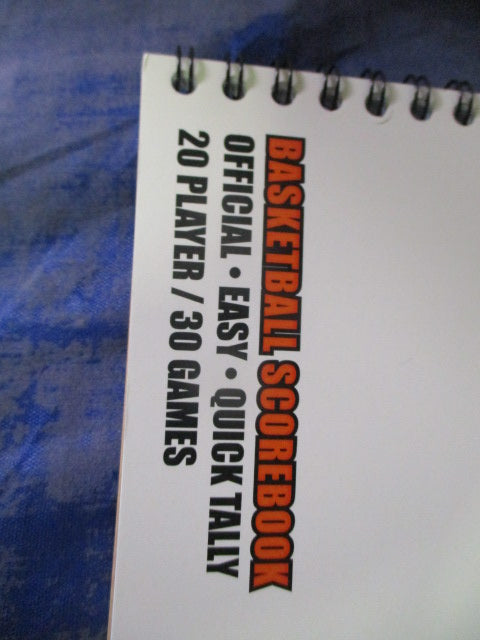 BASKETBALL SCOREBOOK
OFFICIAL • EASY • QUICK TALLY
20 PLAYER / 30 GAMES